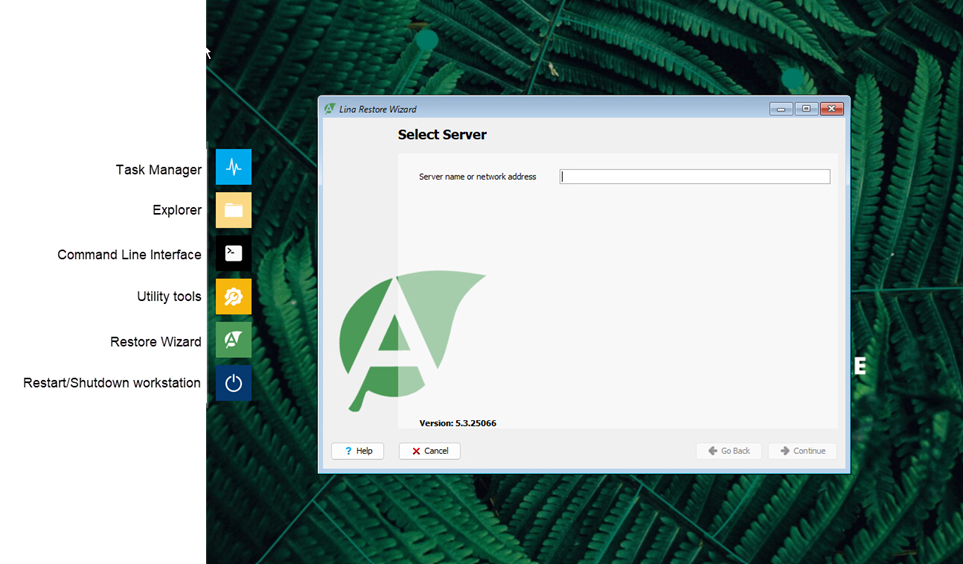 Lina Restore Wizard
Select Server
Server name or network address
Task Manager
Explorer
Command Line Interface
Utility tools
Restore Wizard
Restart/Shutdown workstation
E
Version: 5.3.25066
? Help
Cancel
Go Back
Continue